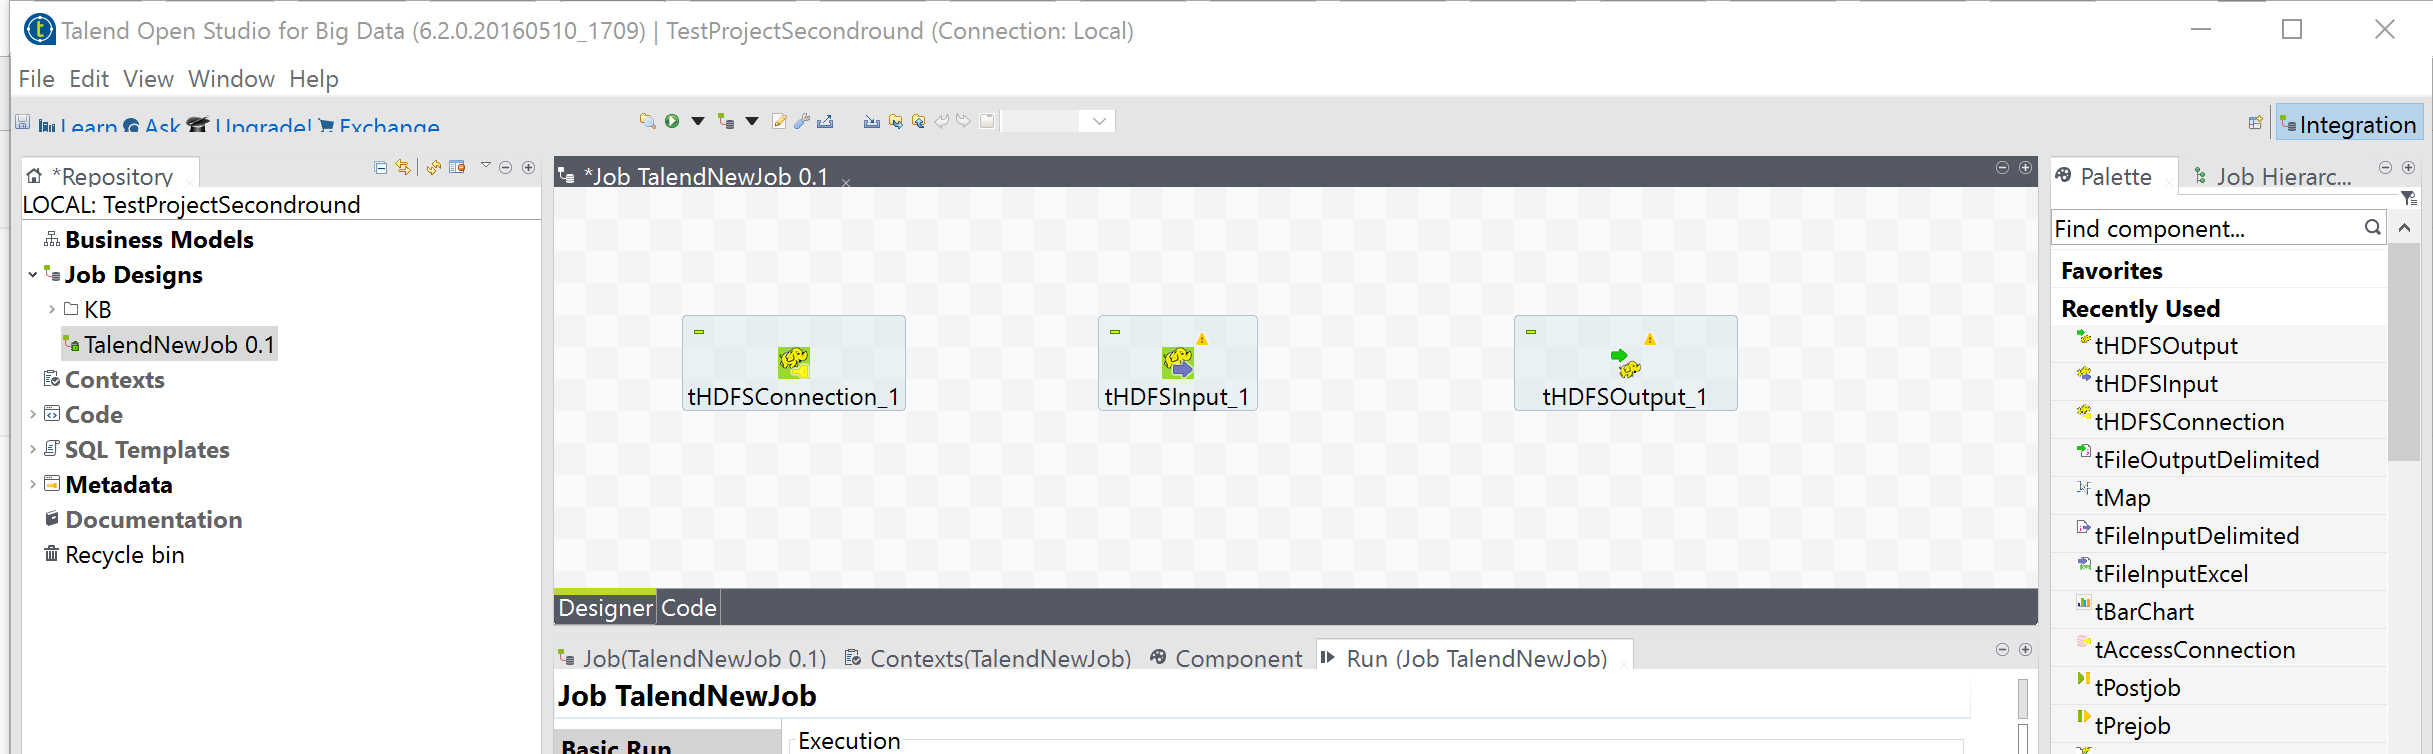 Talend Open Studio for Big Data (6.2.0.20160510_1709) | TestProjectSecondround (Connection: Local)
File Edit View Window Help
Learn Ask Upgrade! Exchange
Integration
*Repository
LOCAL: TestProjectSecondround
Business Models
Job Designs
KB
TalendNewJob 0.1
Contexts
Code
SQL Templates
Metadata
Documentation
Recycle bin
*Job TalendNewJob 0.1
tHDFSConnection_1
tHDFSInput_1
tHDFSOutput_1
Designer Code
Job(TalendNewJob 0.1) Contexts(TalendNewJob) Component Run (Job TalendNewJob)
Job TalendNewJob
Basic Run
Execution
Palette Job Hierarc...
Find component...
Favorites
Recently Used
tHDFSOutput
tHDFSInput
tHDFSConnection
tFileOutputDelimited
tMap
tFileInputDelimited
tFileInputExcel
tBarChart
tAccessConnection
tPostjob
tPrejob